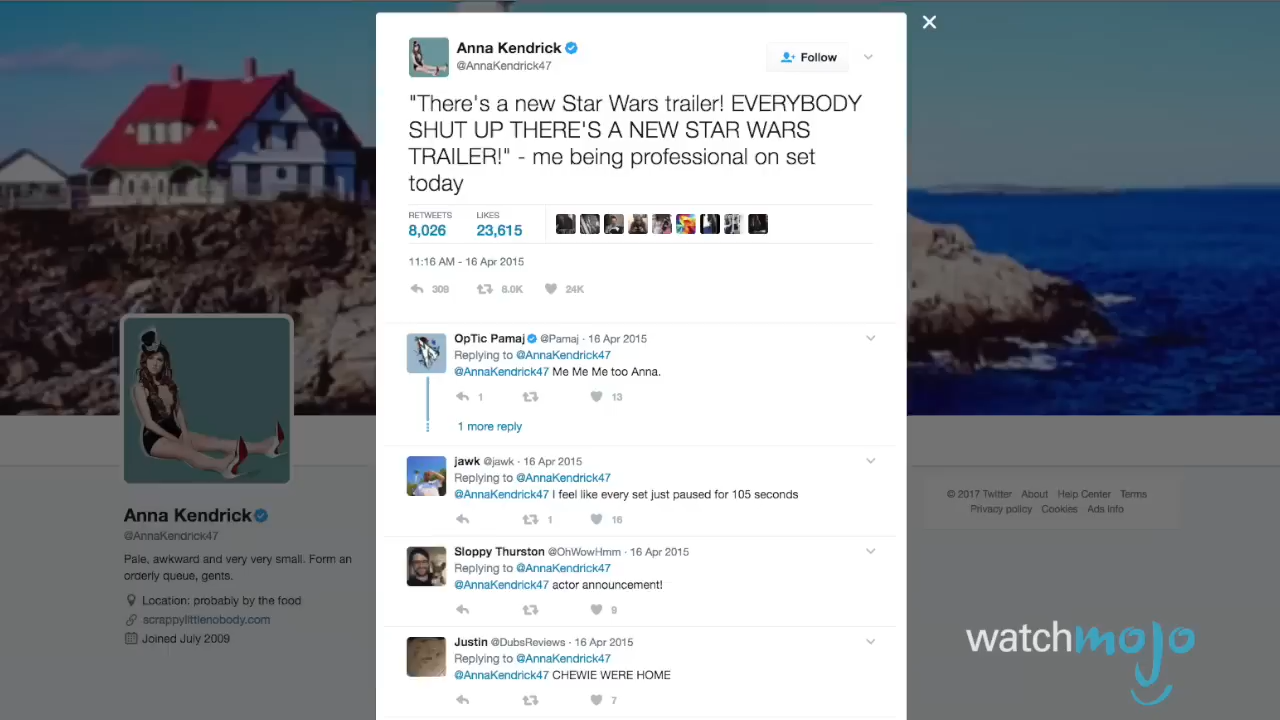 Anna Kendrick
@AnnaKendrick47
Follow
"There's a new Star Wars trailer! EVERYBODY
SHUT UP THERE'S A NEW STAR WARS
TRAILER!" - me being professional on set
today
RETWEETS LIKES
8,026 23,615
11:16 AM - 16 Apr 2015
309 8.0K 24K
OpTic Pamaj @Pamaj · 16 Apr 2015
Replying to @AnnaKendrick47
@AnnaKendrick47 Me Me Me too Anna.
1 13
1 more reply
jawk @jawk · 16 Apr 2015
Replying to @AnnaKendrick47
@AnnaKendrick47 I feel like every set just paused for 105 seconds
1 16
Sloppy Thurston @OhWowHmm · 16 Apr 2015
Replying to @AnnaKendrick47
@AnnaKendrick47 actor announcement!
9
Justin @DubsReviews · 16 Apr 2015
Replying to @AnnaKendrick47
@AnnaKendrick47 CHEWIE WERE HOME
7
Anna Kendrick
@AnnaKendrick47
Pale, awkward and very very small. Form an
orderly queue, gents.
Location: probably by the food
scrappylittlenobody.com
Joined July 2009
© 2017 Twitter About Help Center Terms
Privacy policy Cookies Ads info
watchmojo